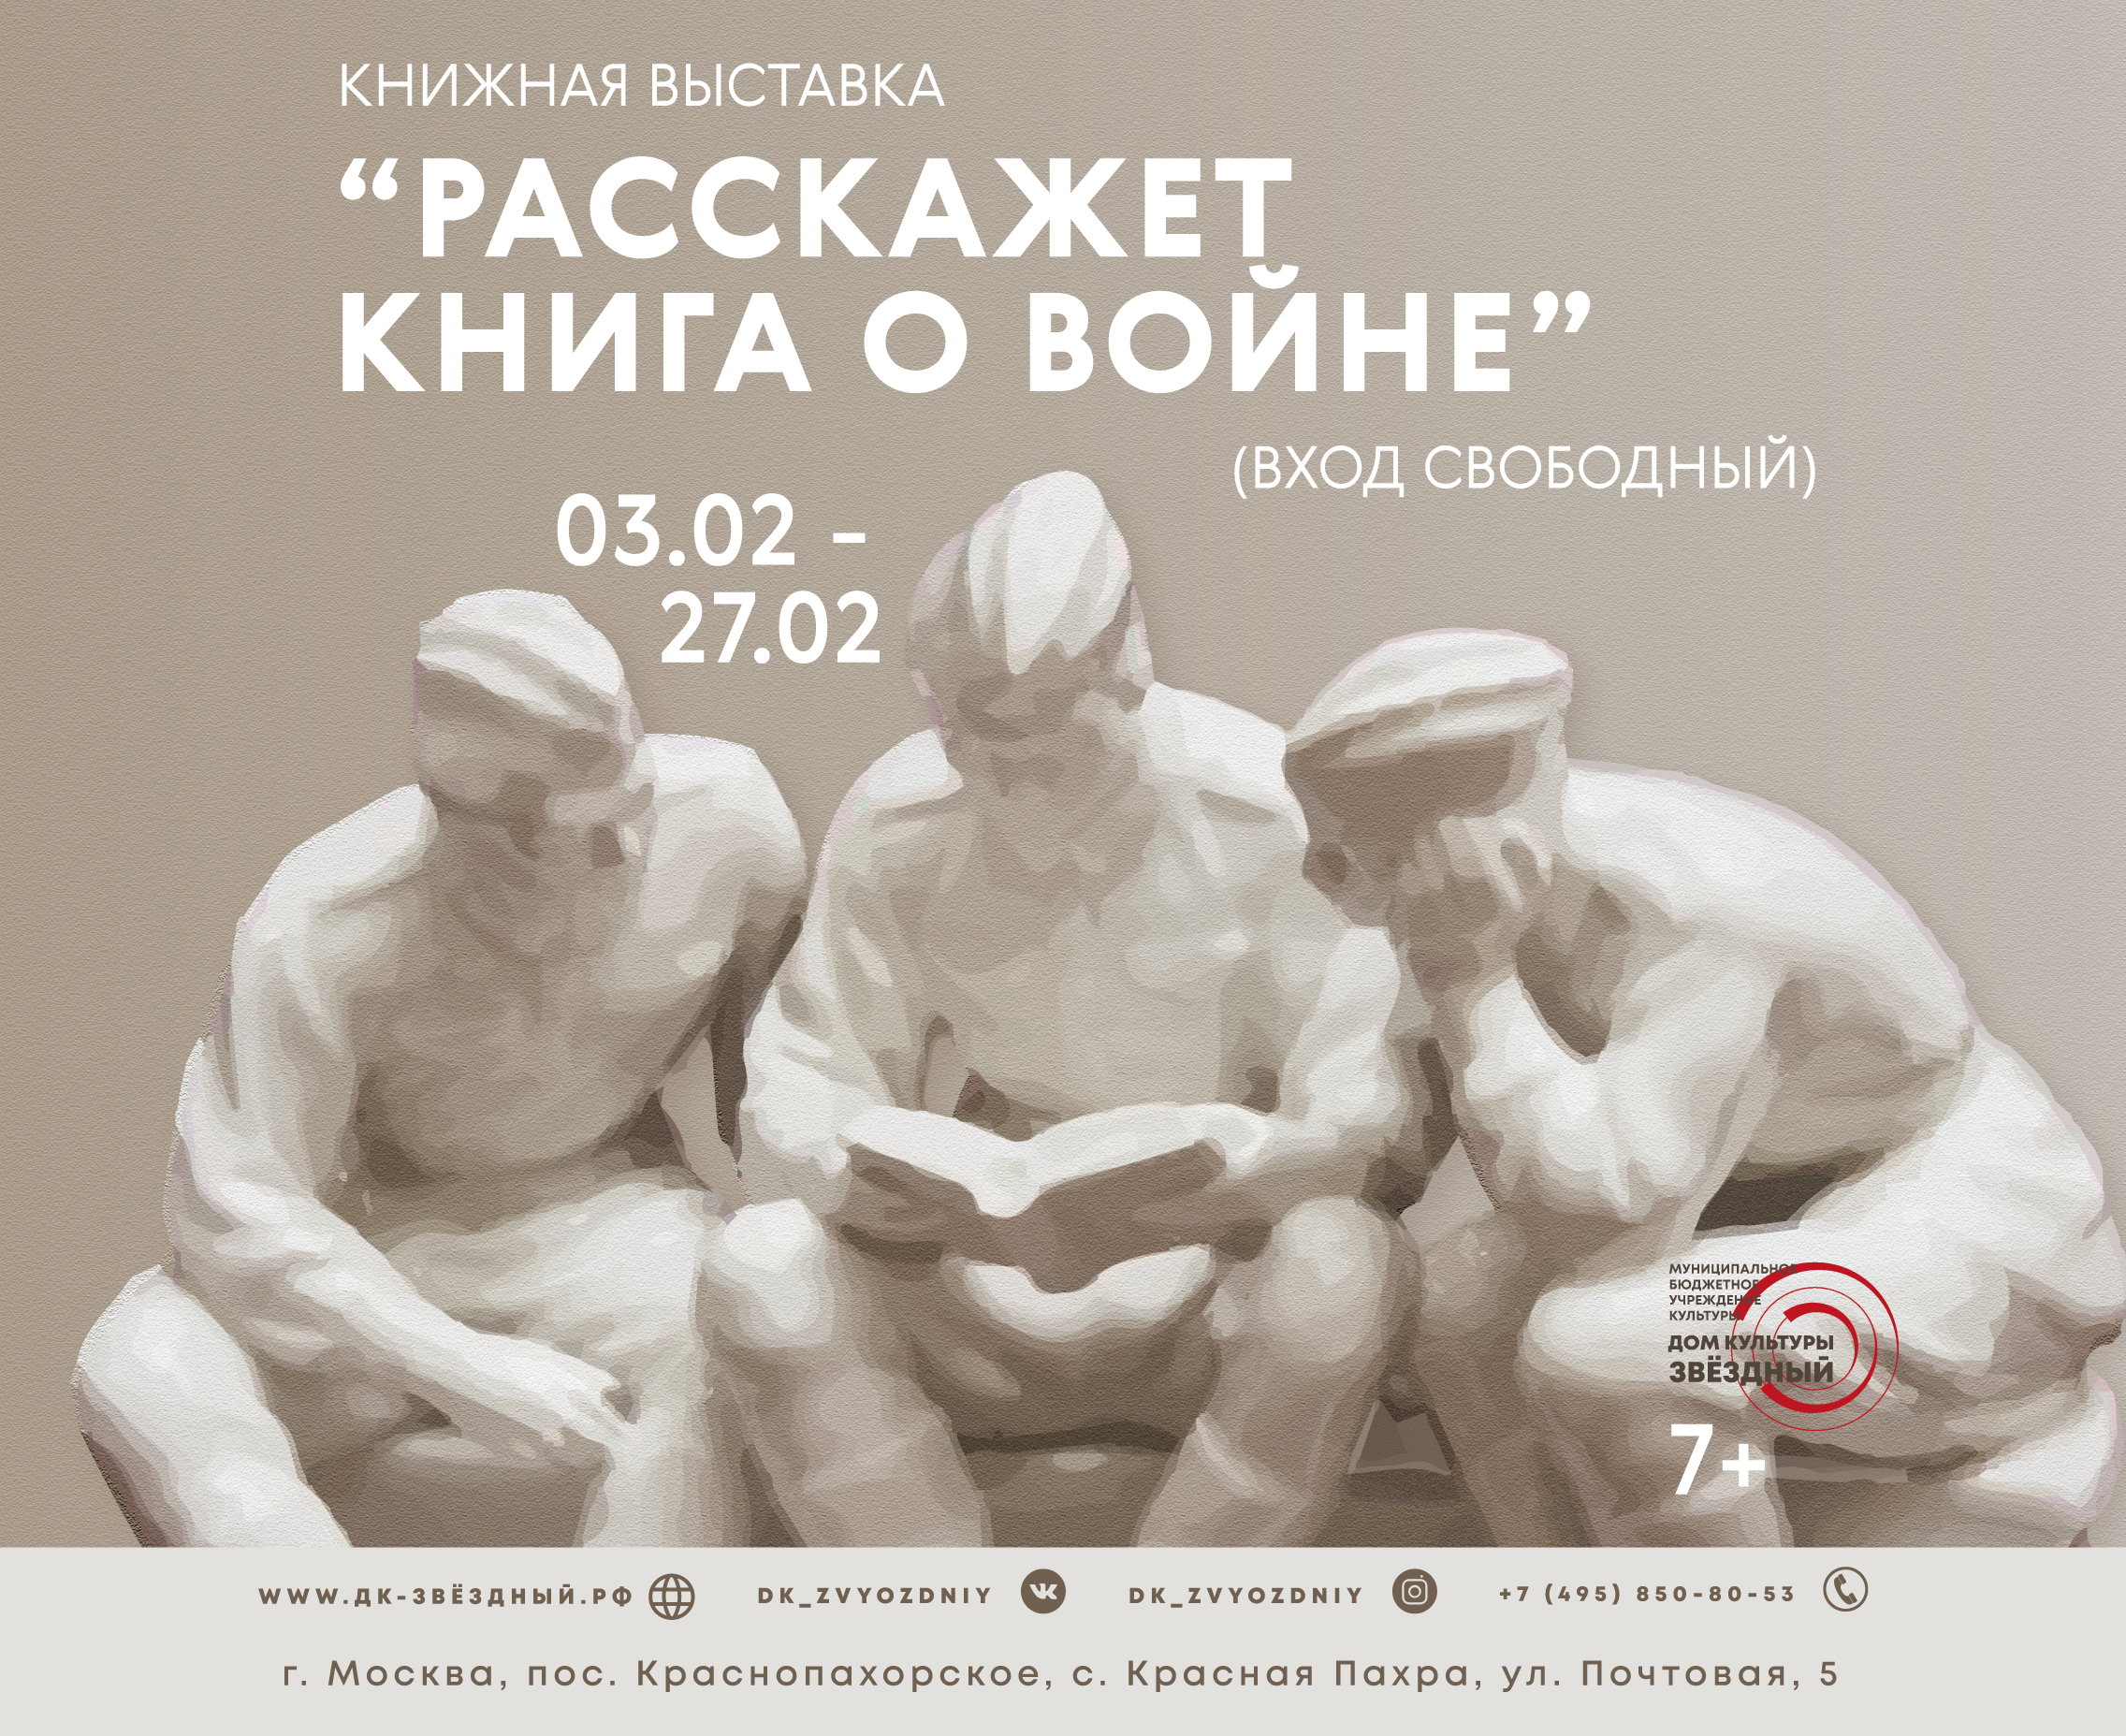 КНИЖНАЯ ВЫСТАВКА
“РАССКАЖЕТ
КНИГА О ВОЙНЕ”
(ВХОД СВОБОДНЫЙ)
03.02 -
27.02
МУНИЦИПАЛЬНОЕ
БЮДЖЕТНОЕ
УЧРЕЖДЕНИЕ
КУЛЬТУРЫ
ДОМ КУЛЬТУРЫ
ЗВЁЗДНЫЙ
7+
WWW.ДК-ЗВЁЗДНЫЙ.РФ DK_ZVYOZDNIY DK_ZVYOZDNIY +7 (495) 850-80-53
г. Москва, пос. Краснопахорское, с. Красная Пахра, ул. Почтовая, 5